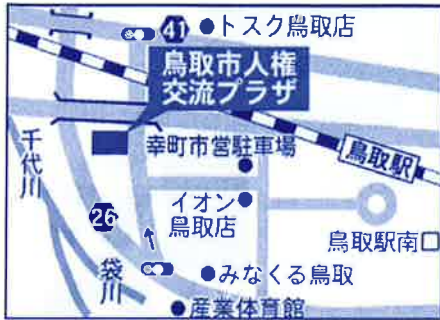 41
トスク鳥取店
鳥取市人権
交流プラザ
千代川
幸町市営駐車場
鳥取駅
26
イオン
鳥取店
鳥取駅南
袋川
みなくる鳥取
産業体育館